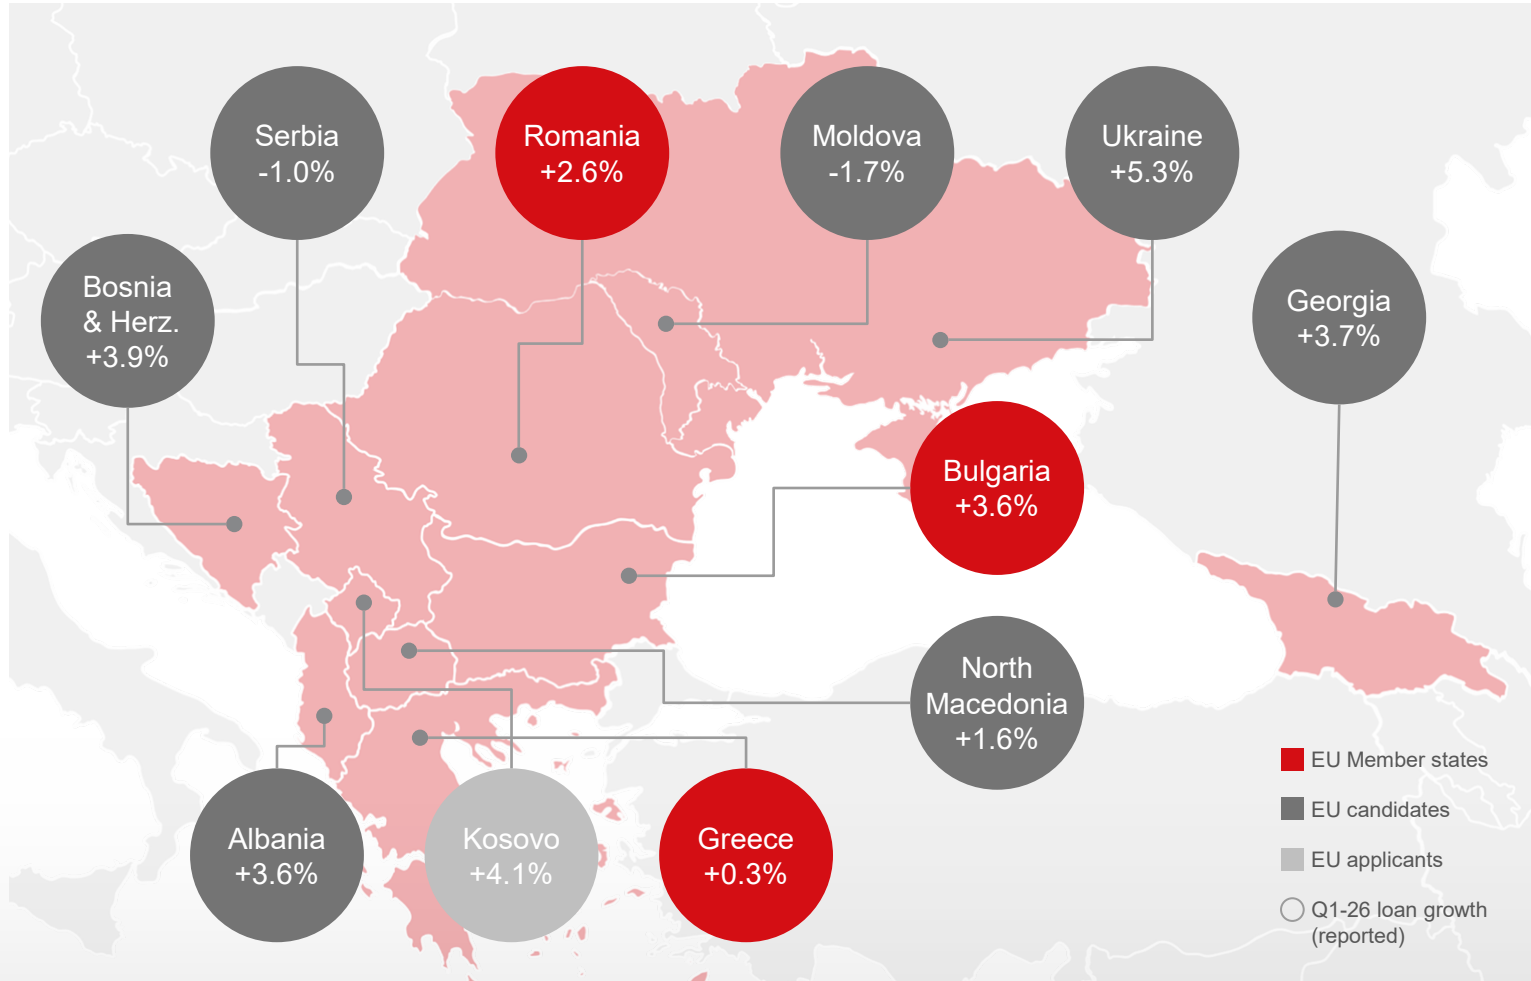 Serbia
-1.0%
Romania
+2.6%
Moldova
-1.7%
Ukraine
+5.3%
Bosnia
& Herz.
+3.9%
Georgia
+3.7%
Bulgaria
+3.6%
North
Macedonia
+1.6%
Albania
+3.6%
Kosovo
+4.1%
Greece
+0.3%
EU Member states
EU candidates
EU applicants
Q1-26 loan growth
(reported)